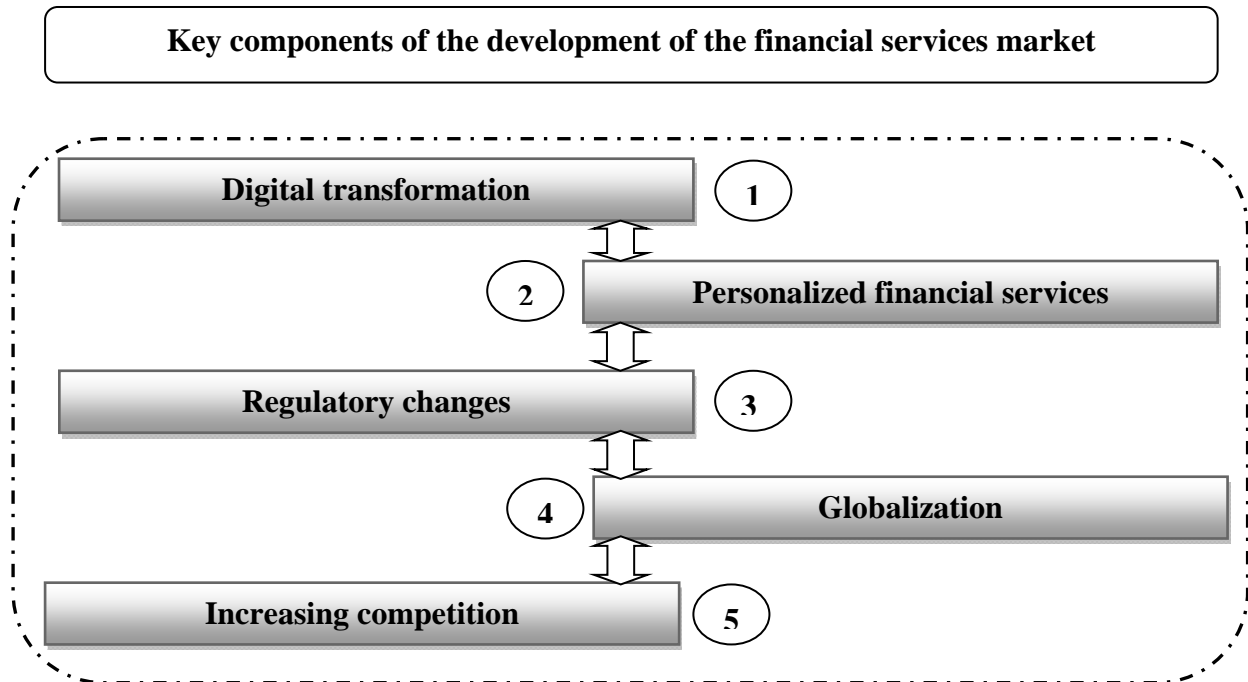 Key components of the development of the financial services market
Digital transformation
1
2
Personalized financial services
Regulatory changes
3
4
Globalization
Increasing competition
5